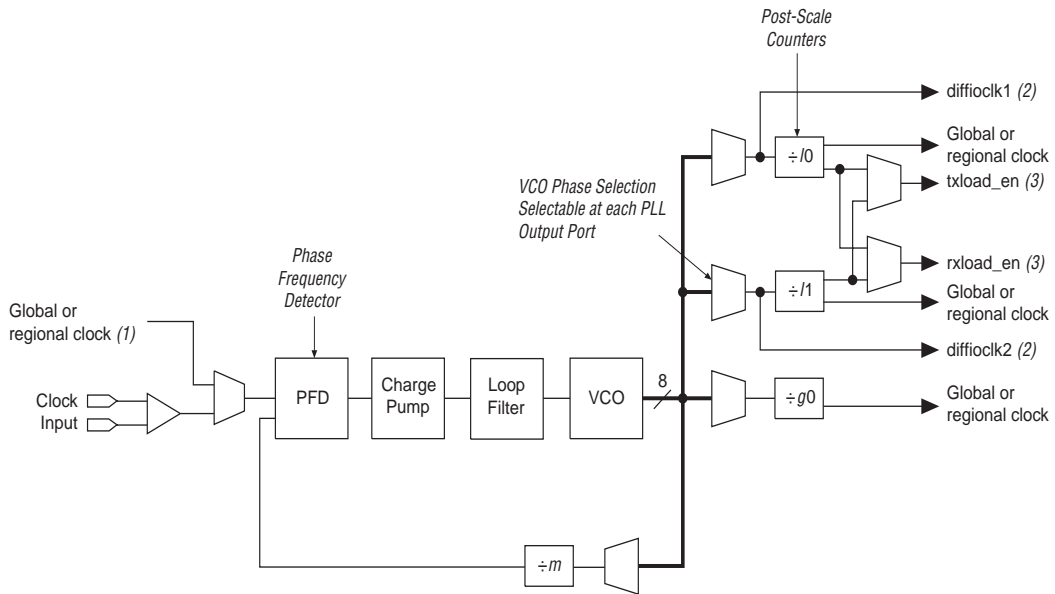 Post-Scale
Counters
diffioclk1 (2)
Global or
regional clock
÷l0
txload_en (3)
VCO Phase Selection
Selectable at each PLL
Output Port
rxload_en (3)
÷l1
Global or
regional clock
diffioclk2 (2)
Phase
Frequency
Detector
Global or
regional clock (1)
Clock
Input
PFD
Charge
Pump
Loop
Filter
VCO
8
÷g0
Global or
regional clock
÷m